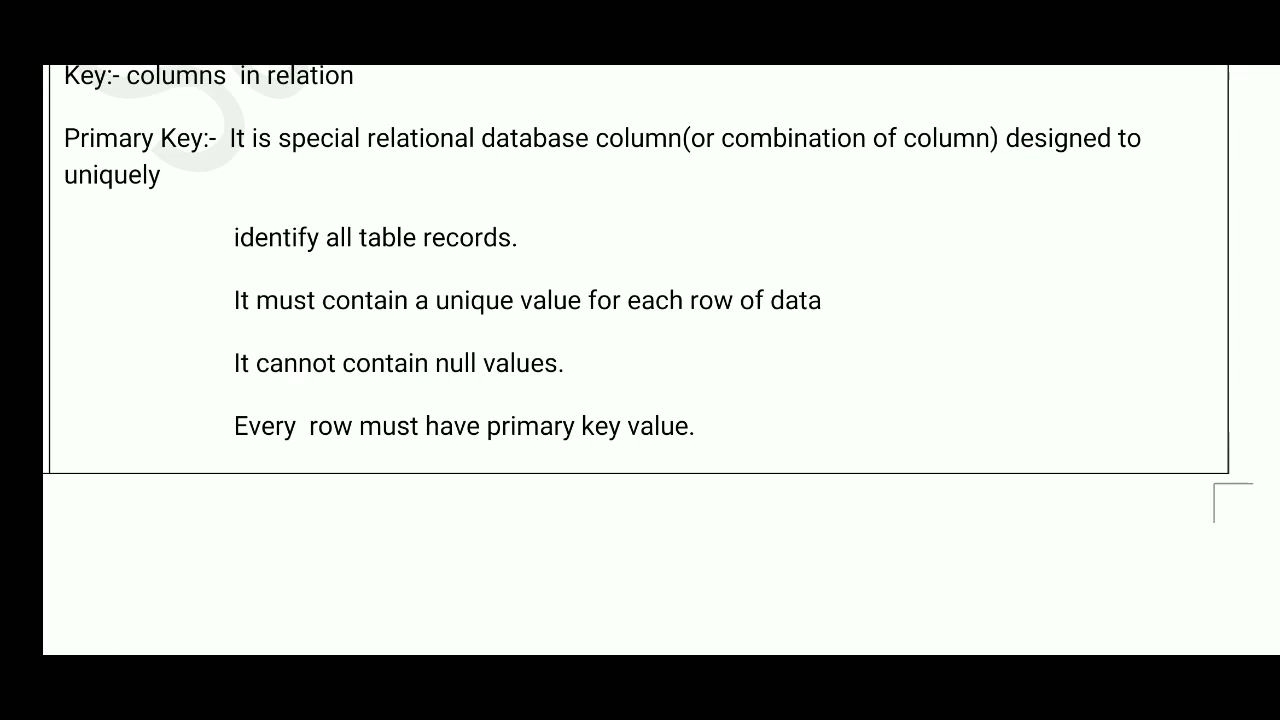 Key:- columns  in relation
Primary Key:-  It is special relational database column(or combination of column) designed to
uniquely
identify all table records.
It must contain a unique value for each row of data
It cannot contain null values.
Every  row must have primary key value.